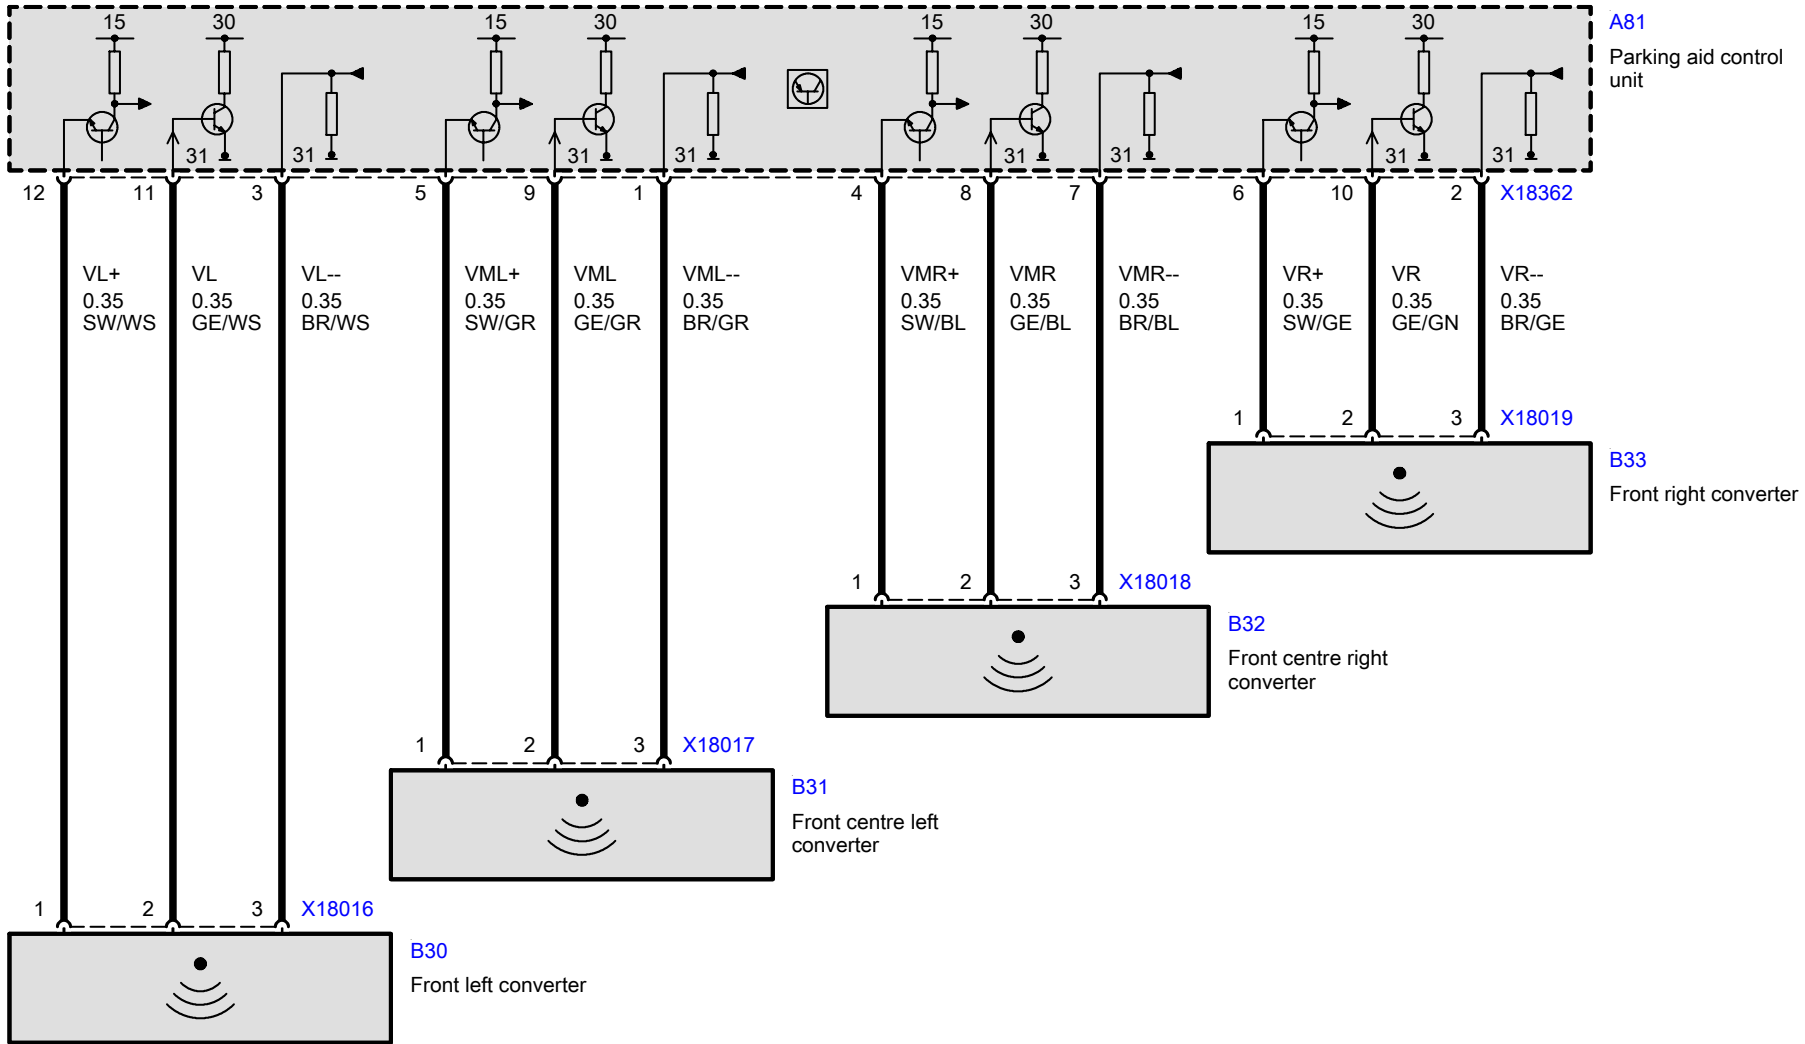 15 30 15 30 15 30 15 30
A81
Parking aid control
unit
31 31 31 31 31 31 31 31
12 11 3 5 9 1 4 8 7 6 10 2 X18362
VL+ VL VL-- VML+ VML VML-- VMR+ VMR VMR-- VR+ VR VR--
0.35 0.35 0.35 0.35 0.35 0.35 0.35 0.35 0.35 0.35 0.35 0.35
SW/WS GE/WS BR/WS SW/GR GE/GR BR/GR SW/BL GE/BL BR/BL SW/GE GE/GN BR/GE
1 2 3 X18019
B33
Front right converter
1 2 3 X18018
B32
Front centre right
converter
1 2 3 X18017
B31
Front centre left
converter
1 2 3 X18016
B30
Front left converter